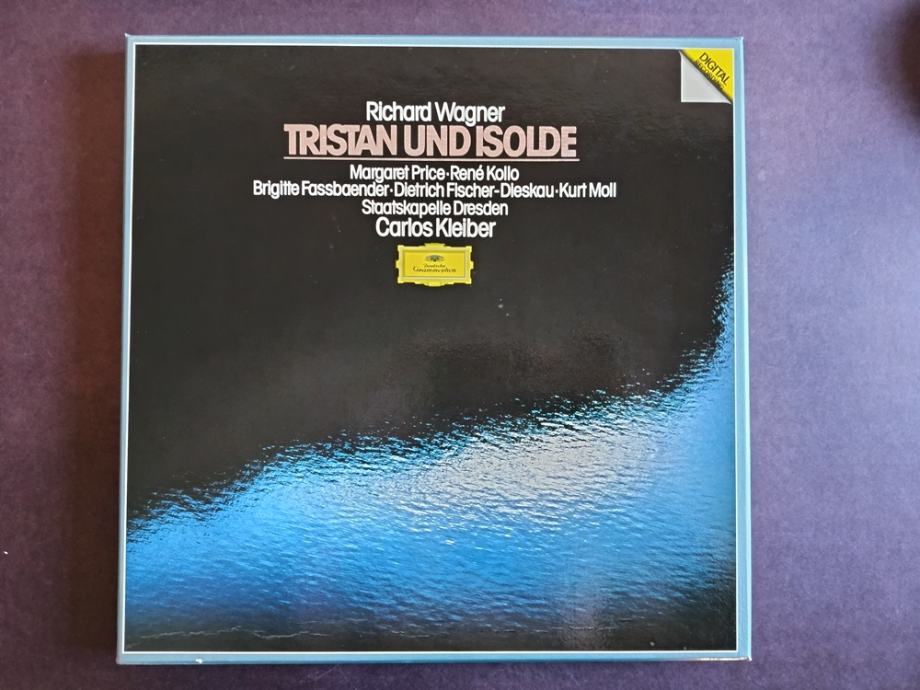 DIGITAL
RECORDING
Richard Wagner
TRISTAN UND ISOLDE
Margaret Price·René Kollo
Brigitte Fassbaender·Dietrich Fischer-Dieskau·Kurt Moll
Staatskapelle Dresden
Carlos Kleiber
Deutsche
Grammophon